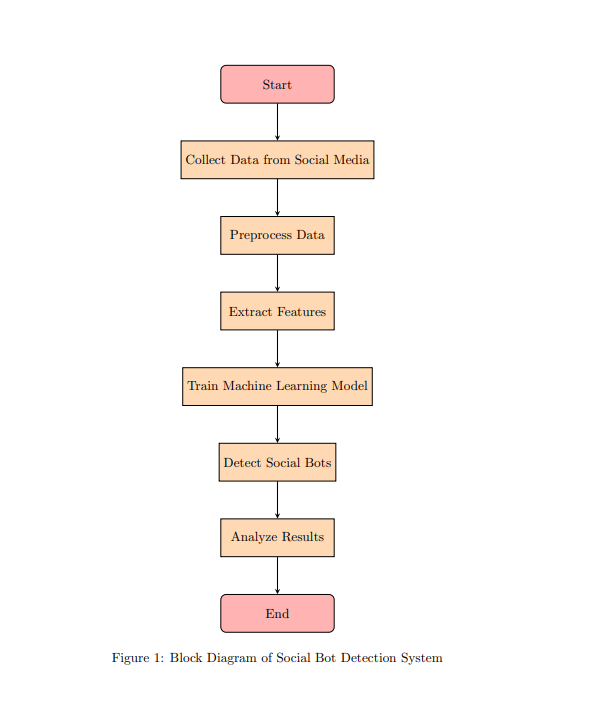 Start
Collect Data from Social Media
Preprocess Data
Extract Features
Train Machine Learning Model
Detect Social Bots
Analyze Results
End
Figure 1: Block Diagram of Social Bot Detection System